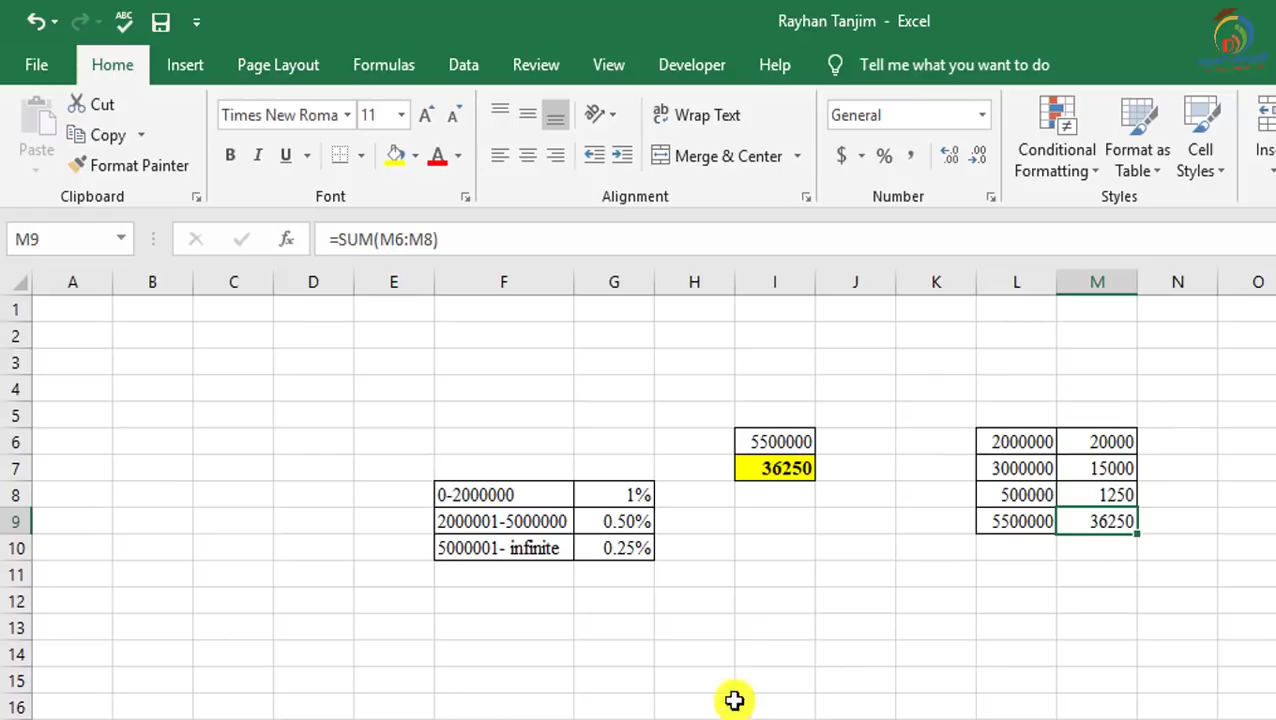 ABC
Rayhan Tanjim - Excel
File Home Insert Page Layout Formulas Data Review View Developer Help Tell me what you want to do
Paste
Cut
Copy
Format Painter
Clipboard
Times New Roma 11
B I U
Font
Wrap Text
Merge & Center
Alignment
General
$ % ,
Number
Conditional Formatting
Format as Table
Cell Styles
Styles
Ins
M9 fx =SUM(M6:M8)
A B C D E F G H I J K L M N O
1
2
3
4
5
6 5500000 2000000 20000
7 36250 3000000 15000
8 0-2000000 1% 500000 1250
9 2000001-5000000 0.50% 5500000 36250
10 5000001- infinite 0.25%
11
12
13
14
15
16